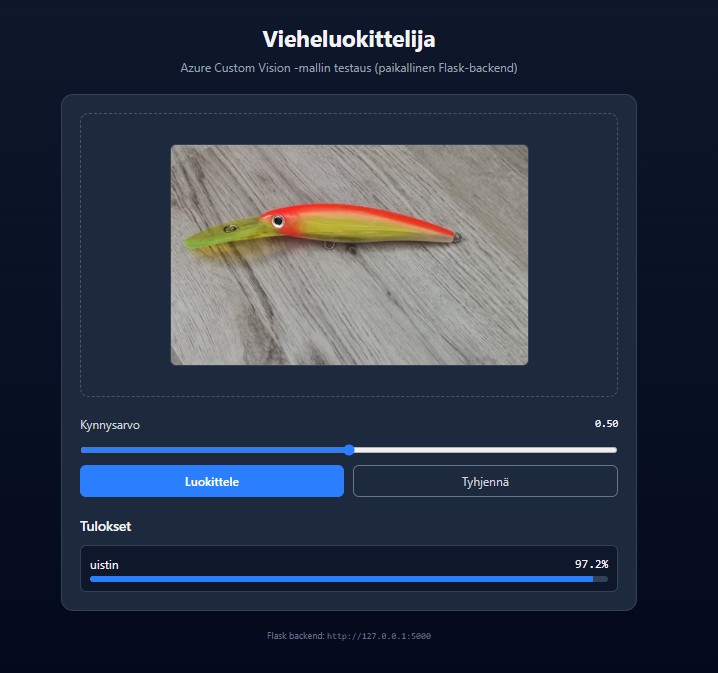 Vieheluokittelija
Azure Custom Vision -mallin testaus (paikallinen Flask-backend)
Kynnysarvo 0.50
Luokittele Tyhjennä
Tulokset
uistin 97.2%
Flask backend: http://127.0.0.1:5000